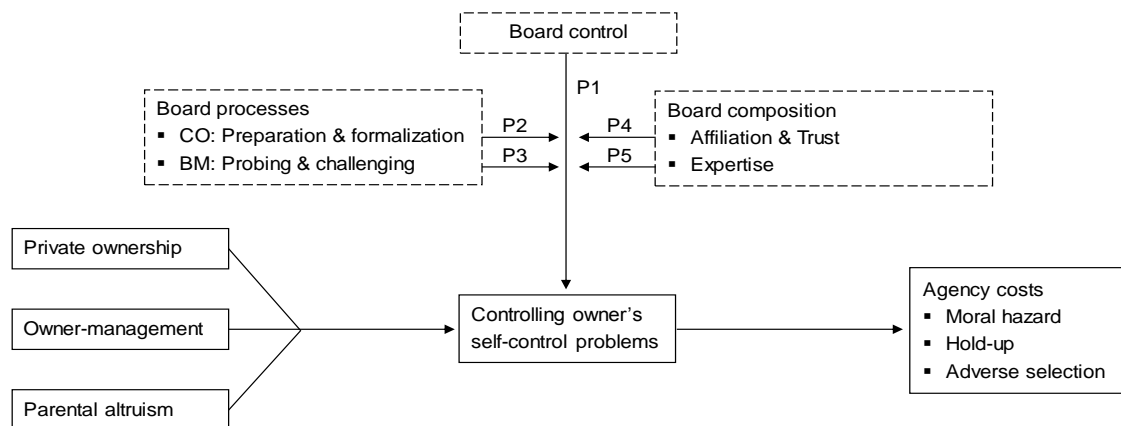 Board control
P1
Board processes
▪ CO: Preparation & formalization
▪ BM: Probing & challenging
P2
P3
P4
P5
Board composition
▪ Affiliation & Trust
▪ Expertise
Private ownership
Owner-management
Parental altruism
Controlling owner's
self-control problems
Agency costs
▪ Moral hazard
▪ Hold-up
▪ Adverse selection